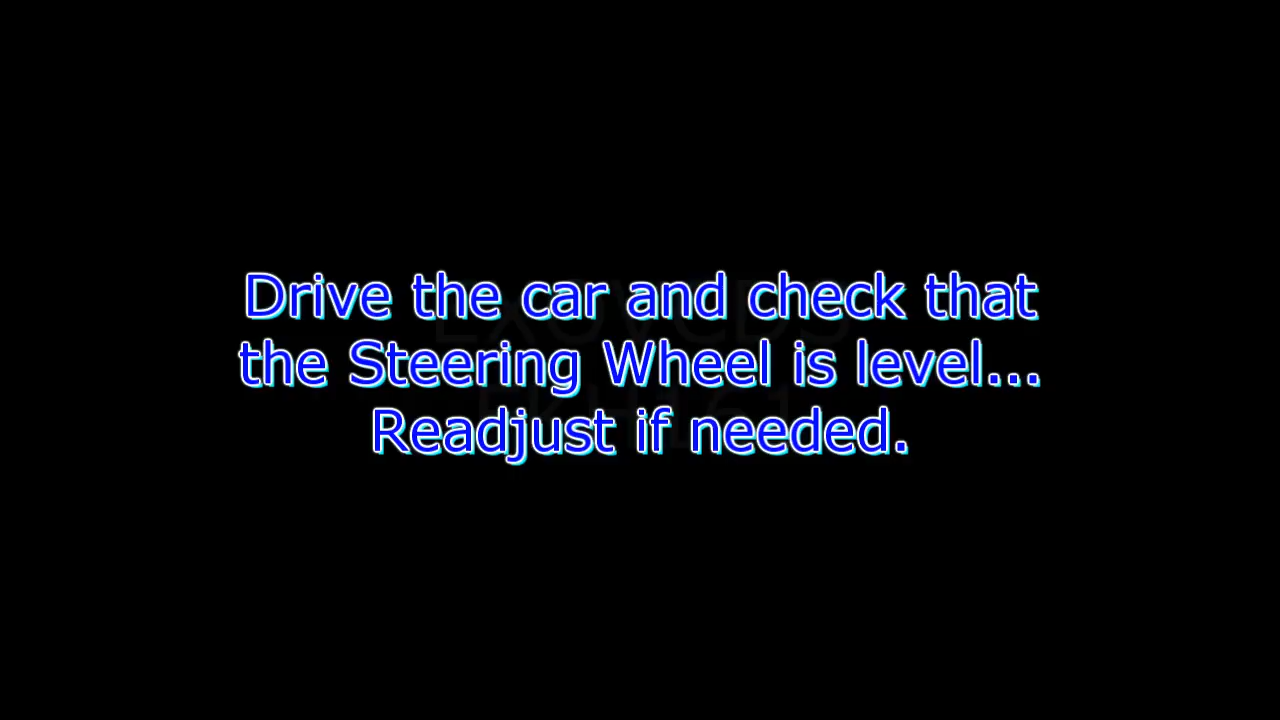 Drive the car and check that
the Steering Wheel is level...
Readjust if needed.